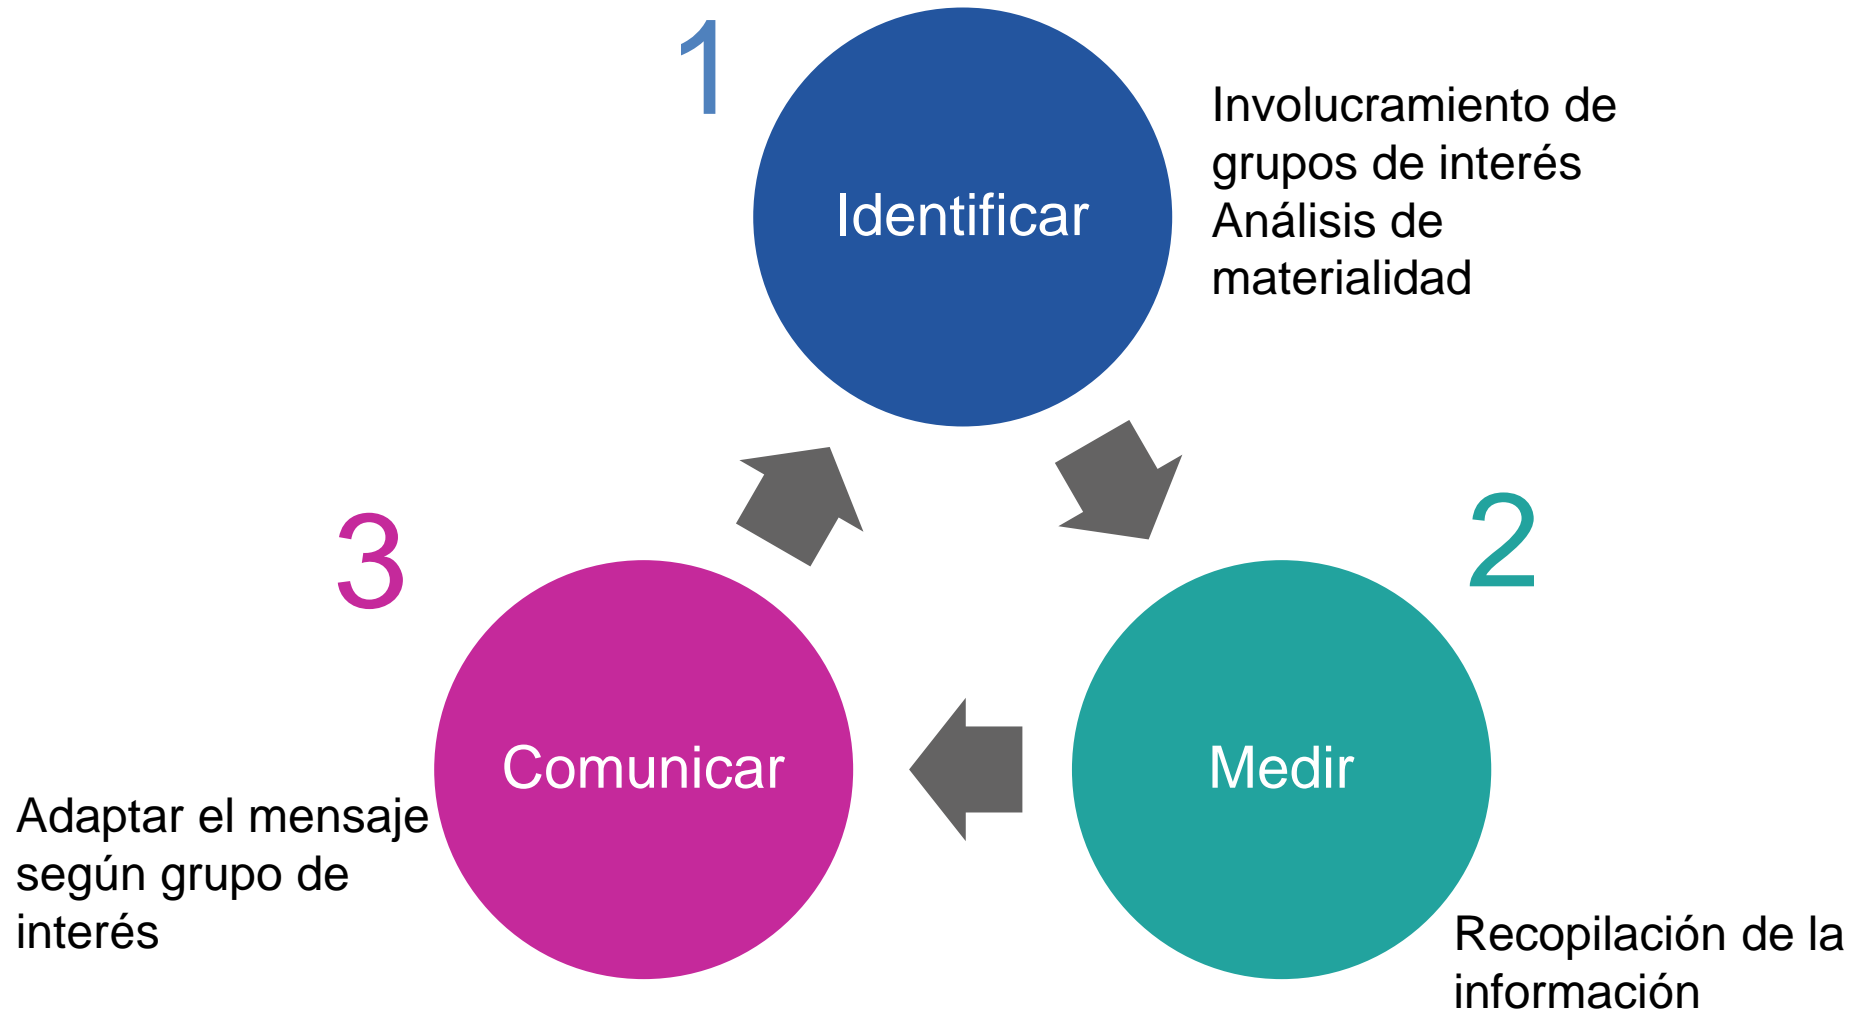 1
Identificar
Involucramiento de
grupos de interés
Análisis de
materialidad
2
Medir
Recopilación de la
información
3
Comunicar
Adaptar el mensaje
según grupo de
interés